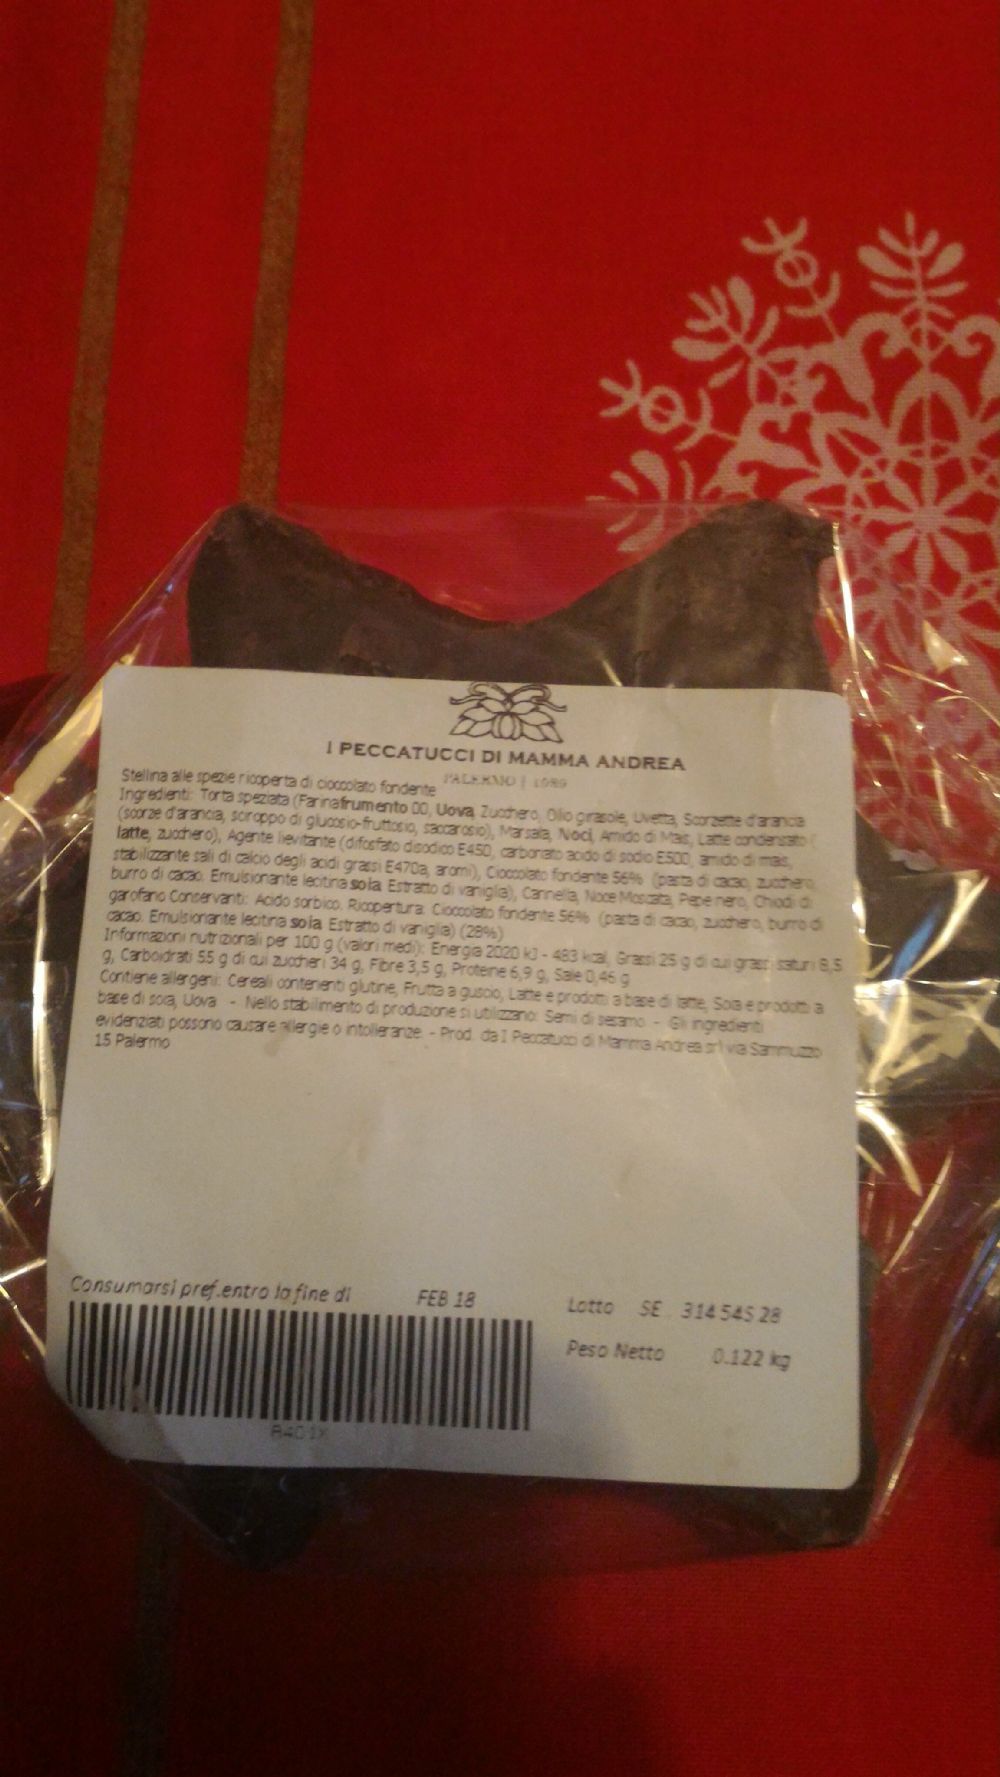 I PECCATUCCI DI MAMMA ANDREA
PALERMO | 1989
Stellina alle spezie ricoperta di cioccolato fondente
Ingredienti: Torta speziata (Farinafrumento 00, Uova, Zucchero, Olio girasole, Uvetta, Scorzette d'arancia
(scorze d'arancia, sciroppo di glucosio-fruttosio, saccarosio), Marsala, Noci, Amido di Mais, Latte condensato (
latte, zucchero), Agente lievitante (difosfato disodico E450, carbonato acido di sodio E500, amido di mais,
stabilizzante sali di calcio degli acidi grassi E470a, aromi), Cioccolato fondente 56% (pasta di cacao, zucchero,
burro di cacao. Emulsionante lecitina soia. Estratto di vaniglia), Cannella, Noce Moscata, Pepe nero, Chiodi di
garofano Conservanti: Acido sorbico. Ricopertura: Cioccolato fondente 56% (pasta di cacao, zucchero, burro di
cacao. Emulsionante lecitina soia. Estratto di vaniglia) (28%)
Informazioni nutrizionali per 100 g (valori medi): Energia 2020 kJ - 483 kcal, Grassi 25 g di cui grassi saturi 8,5
g, Carboidrati 55 g di cui zuccheri 34 g, Fibre 3,5 g, Proteine 6,9 g, Sale 0,46 g
Contiene allergeni: Cereali contenenti glutine, Frutta a guscio, Latte e prodotti a base di latte, Soia e prodotti a
base di soia, Uova - Nello stabilimento di produzione si utilizzano: Semi di sesamo - Gli ingredienti
evidenziati possono causare allergie o intolleranze. - Prod. da I Peccatucci di Mamma Andrea srl via Sammuzzo
15 Palermo
Consumarsi pref.entro la fine di FEB 18
Lotto SE. 314 545 28
Peso Netto 0.122 kg